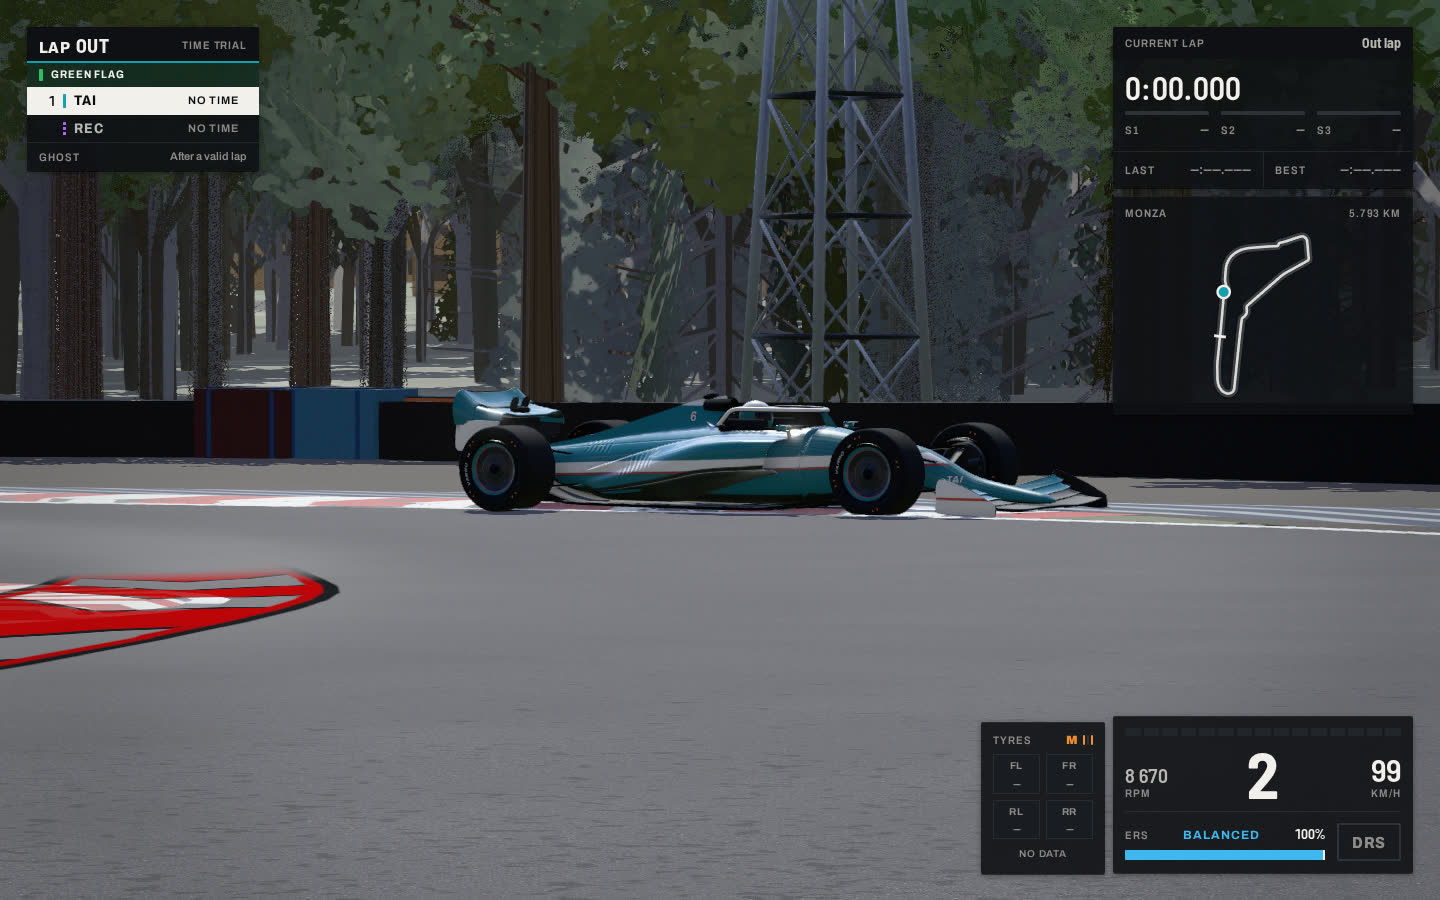 LAP OUT TIME TRIAL
GREEN FLAG
1 TAI NO TIME
REC NO TIME
GHOST After a valid lap
CURRENT LAP Out lap
0:00.000
S1 – S2 – S3 –
LAST –:––.––– BEST –:––.–––
MONZA 5.793 KM
6
TAI
TYRES M
FL FR
– –
RL RR
– –
NO DATA
8 670 RPM
2
99 KM/H
ERS BALANCED 100%
DRS